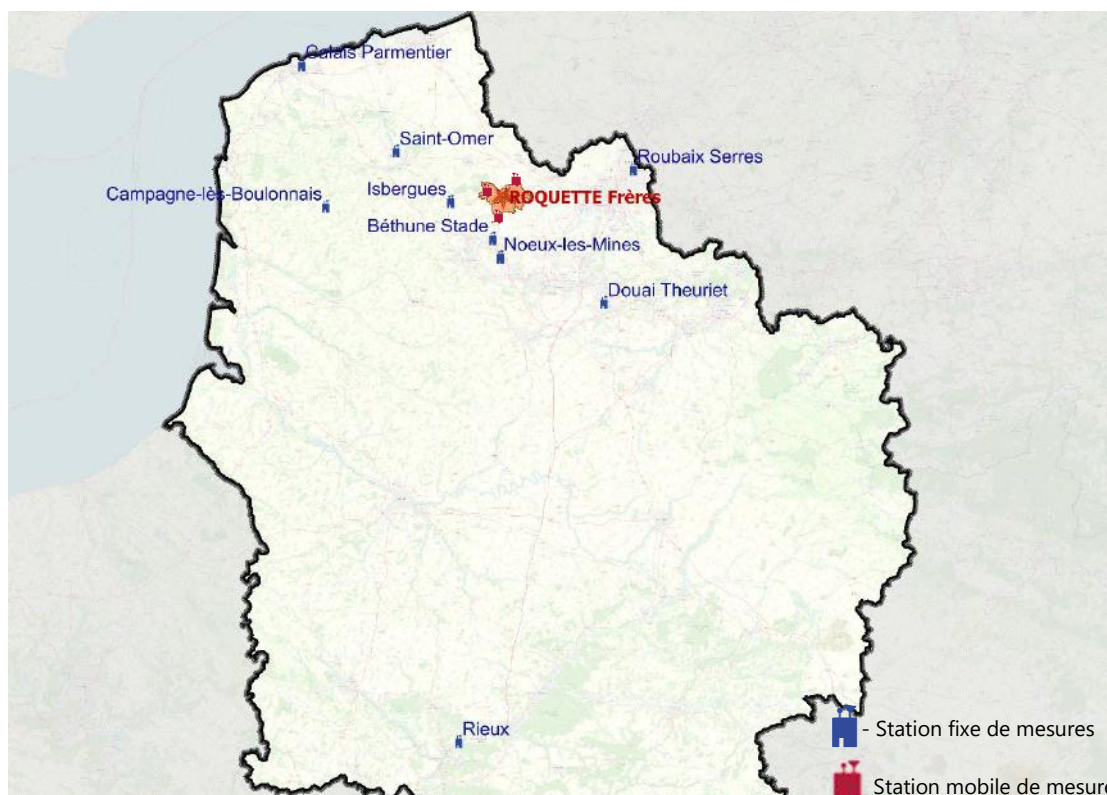 Calais Parmentier
Saint-Omer
Roubaix Serres
Campagne-lès-Boulonnais
Isbergues
ROQUETTE Frères
Béthune Stade
Noeux-les-Mines
Douai Theuriet
Rieux
- Station fixe de mesures
Station mobile de mesure